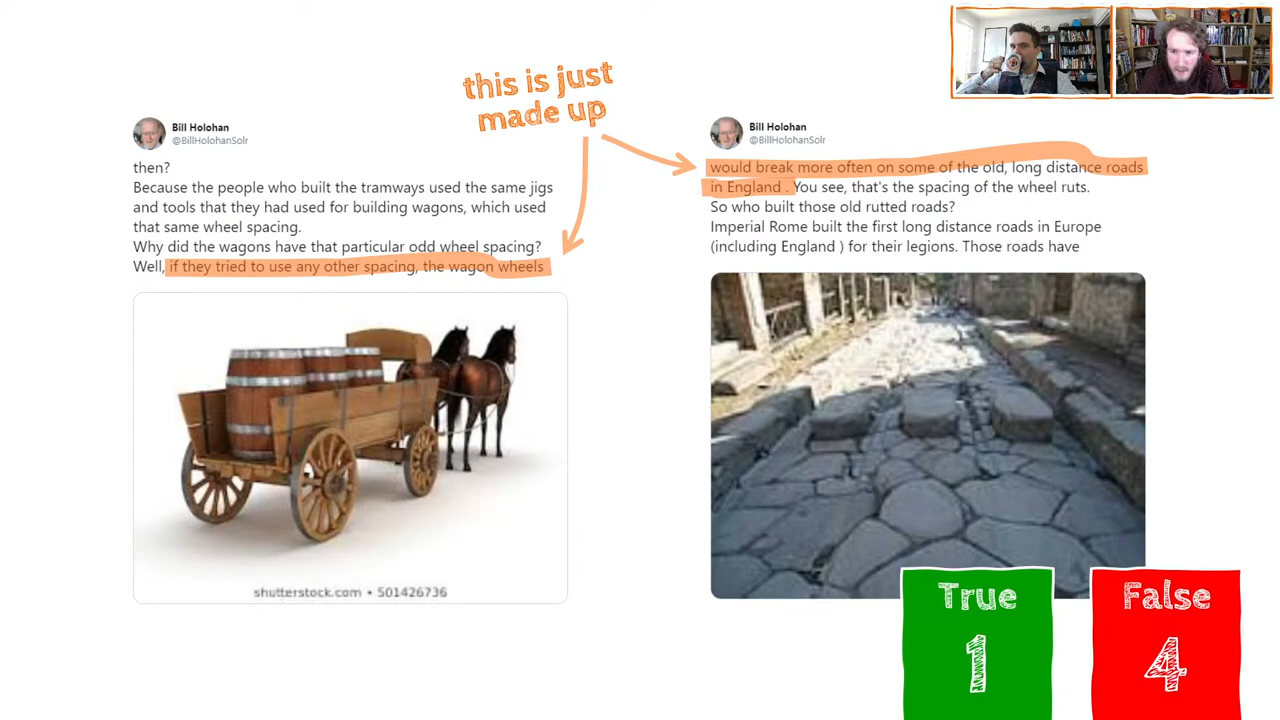 this is just
made up
Bill Holohan
@BillHolohanSolr
then?
Because the people who built the tramways used the same jigs
and tools that they had used for building wagons, which used
that same wheel spacing.
Why did the wagons have that particular odd wheel spacing?
Well, if they tried to use any other spacing, the wagon wheels
shutterstock.com • 501426736
Bill Holohan
@BillHolohanSolr
would break more often on some of the old, long distance roads
in England . You see, that's the spacing of the wheel ruts.
So who built those old rutted roads?
Imperial Rome built the first long distance roads in Europe
(including England ) for their legions. Those roads have
True
1
False
4